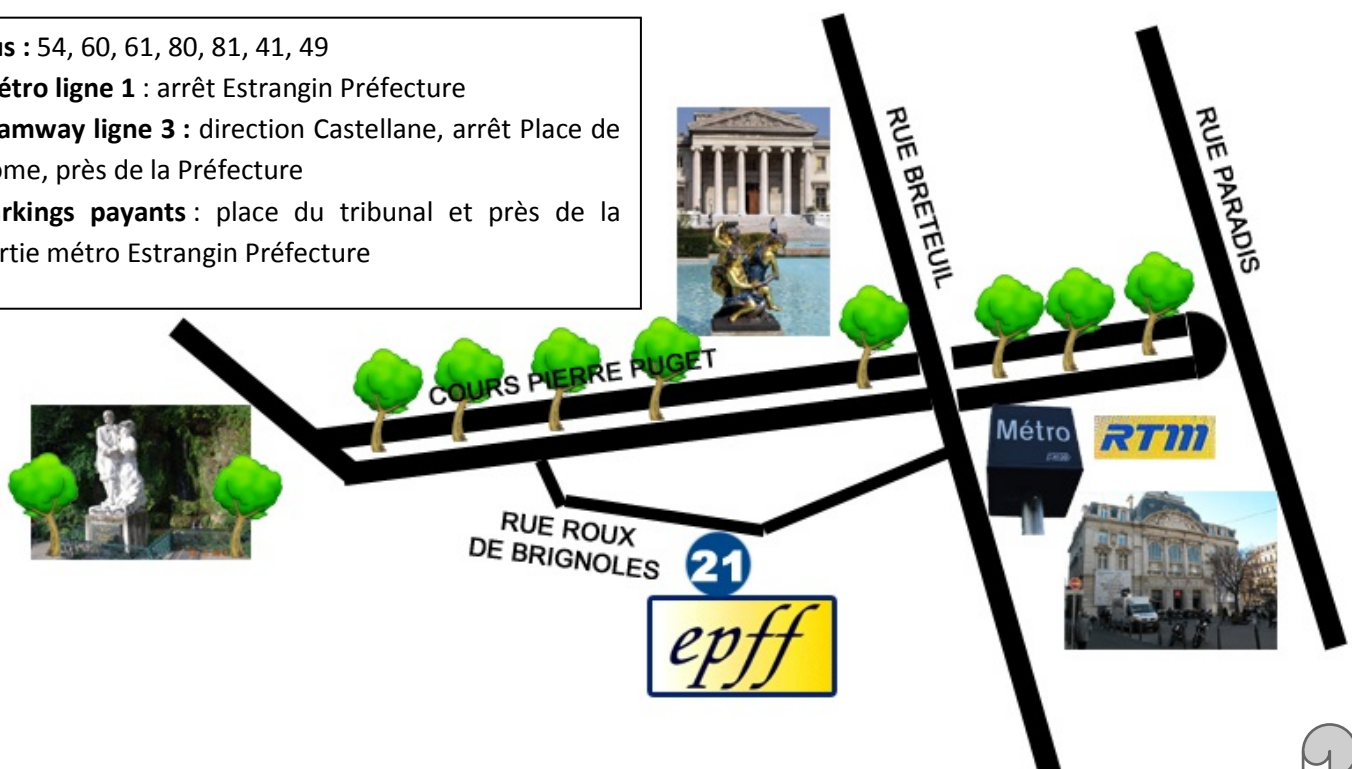 us : 54, 60, 61, 80, 81, 41, 49
étro ligne 1 : arrêt Estrangin Préfecture
amway ligne 3 : direction Castellane, arrêt Place de
ome, près de la Préfecture
rkings payants : place du tribunal et près de la
rtie métro Estrangin Préfecture
RUE BRETEUIL
RUE PARADIS
COURS PIERRE PUGET
Métro
RTM
RUE ROUX
DE BRIGNOLES
21
epff